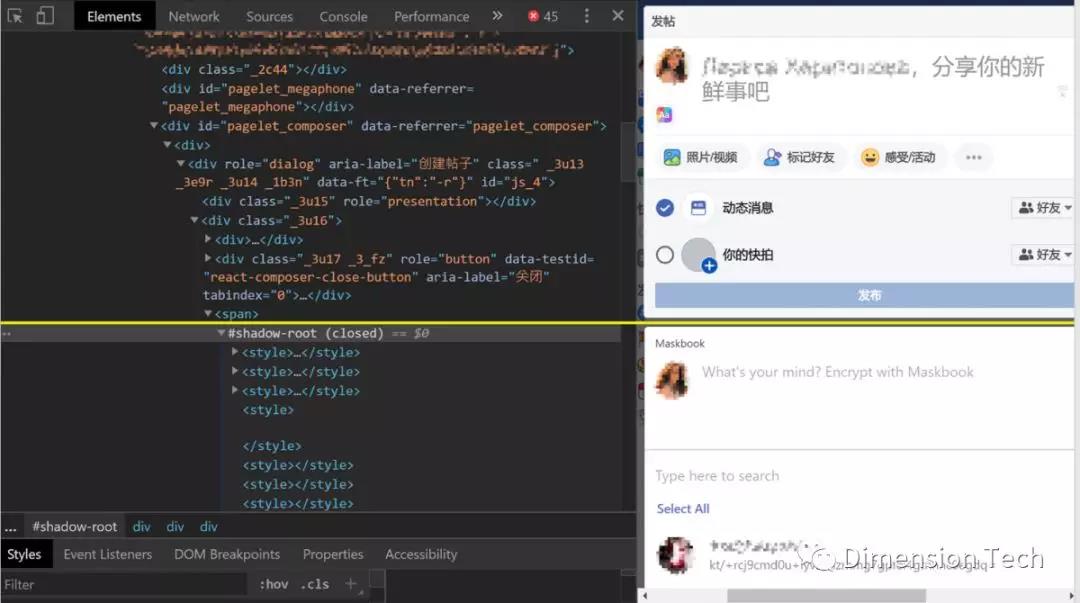 Elements
Network
Sources
Console
Performance
»
45
">
<div class="_2c44"></div>
<div id="pagelet_megaphone" data-referrer=
"pagelet_megaphone"></div>
▼<div id="pagelet_composer" data-referrer="pagelet_composer">
▼<div>
▼<div role="dialog" aria-label="创建帖子" class=" _3u13
_3e9r _3u14 _1b3n" data-ft="{"tn":"-r"}" id="js_4">
<div class="_3u15" role="presentation"></div>
▼<div class="_3u16">
▶<div>…</div>
▶<div class="_3u17 _3_fz" role="button" data-testid=
"react-composer-close-button" aria-label="关闭"
tabindex="0">…</div>
▼<span>
▼#shadow-root (closed) == $0
▶<style>…</style>
▶<style>…</style>
▶<style>…</style>
<style>
</style>
<style></style>
<style></style>
<style></style>
... #shadow-root div div div
Styles Event Listeners DOM Breakpoints Properties Accessibility
Filter :hov .cls +
发帖
，分享你的新
鲜事吧
Aa
照片/视频 标记好友 感受/活动 ...
动态消息 好友
你的快拍 好友
发布
Maskbook
What's your mind? Encrypt with Maskbook
Type here to search
Select All
Dimension Tech
kt/+rcj9cmd0u+